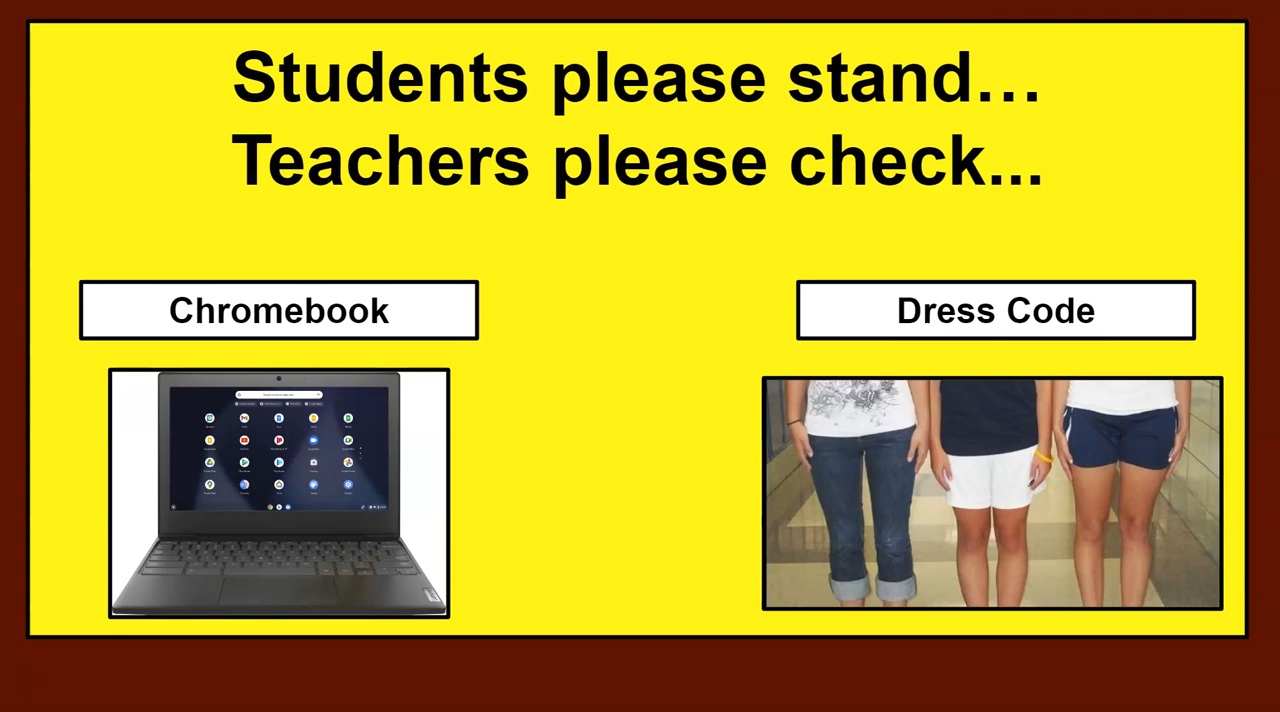 Students please stand…
Teachers please check...
Chromebook
Dress Code